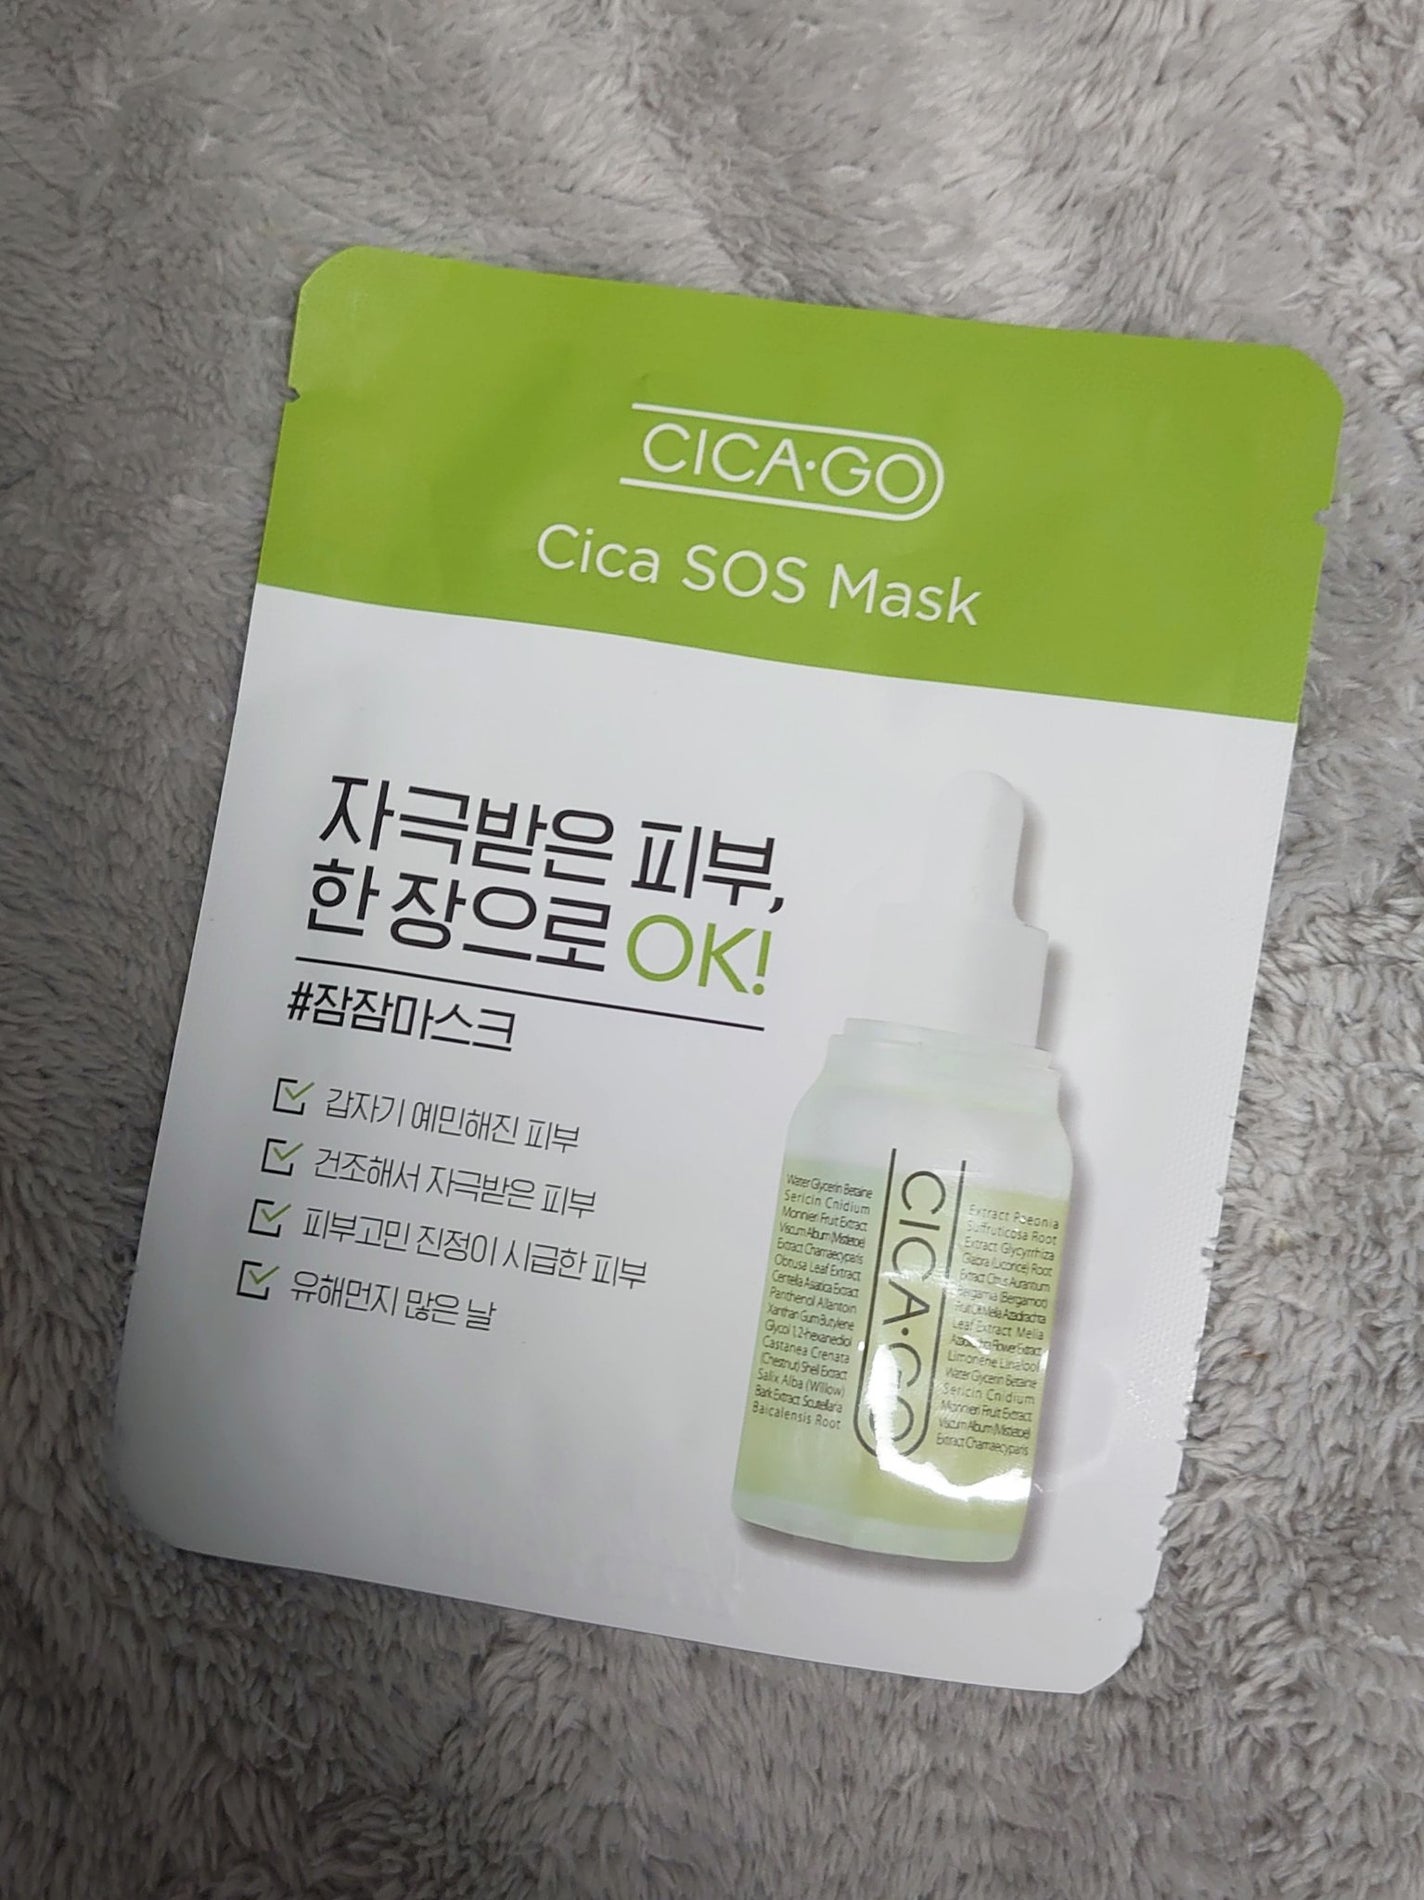 CICA·GO
Cica SOS Mask
자극받은 피부,
한 장으로 OK!
#잠잠마스크
갑자기 예민해진 피부
건조해서 자극받은 피부
피부고민 진정이 시급한 피부
유해먼지 많은 날
Water Glycerin Betaine
Sericin Cnidium
Monnieri Fruit Extract
Viscum Album (Mistletoe)
Extract Chamaecyparis
Obtusa Leaf Extract
Centella Asiatica Extract
Panthenol Allantoin
Xanthan Gum Butylene
Glycol 1,2-hexanediol
Castanea Crenata
(Chestnut) Shell Extract
Salix Alba (Willow)
Bark Extract Scutellaria
Baicalensis Root
CICA·GO
Extract Paeonia
Suffruticosa Root
Extract Glycyrrhiza
Glabra (Licorice) Root
Extract Citrus Aurantium
Bergamia (Bergamot)
Fruit Oil Melia Azadirachta
Leaf Extract Melia
Azadirachta Flower Extract
Limonene Linalool
Water Glycerin Betaine
Sericin Cnidium
Monnieri Fruit Extract
Viscum Album (Mistletoe)
Extract Chamaecyparis